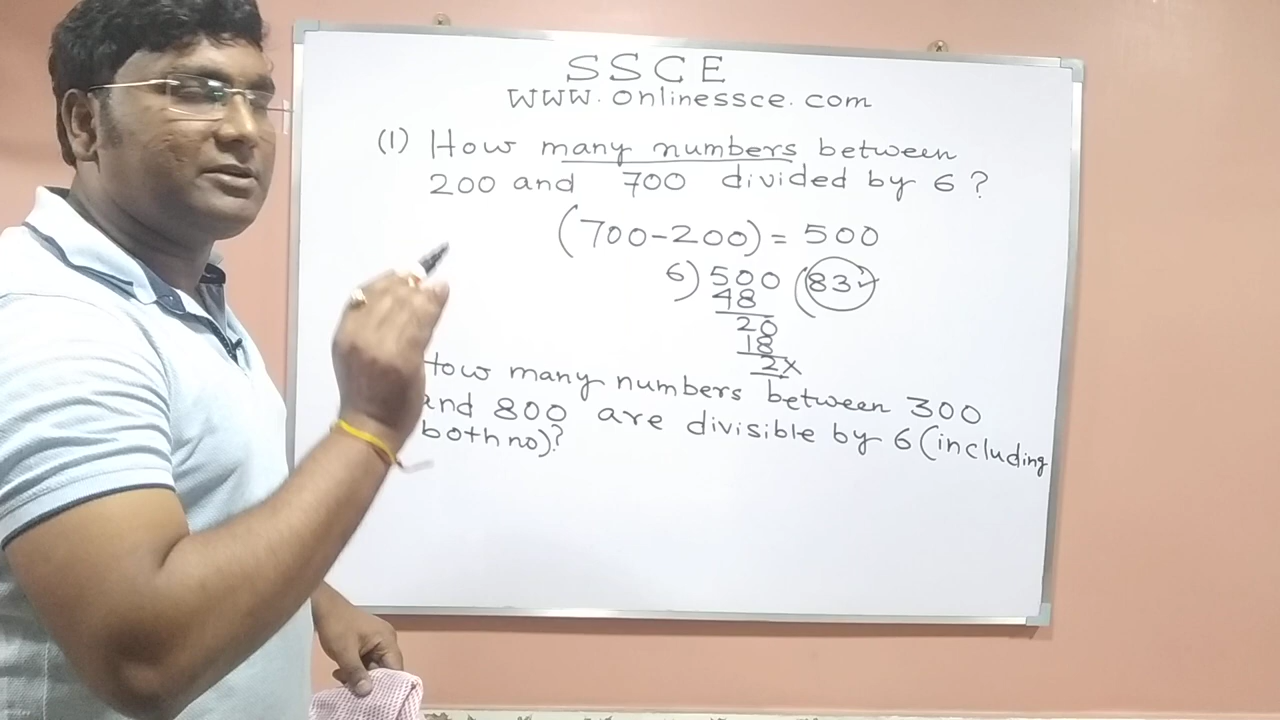 SSCE
www.onlinessce.com
(1) How many numbers between
200 and 700 divided by 6?
(700-200) = 500
6) 500 (83
48
20
18
2x
How many numbers between 300
and 800 are divisible by 6 (including
both no)?